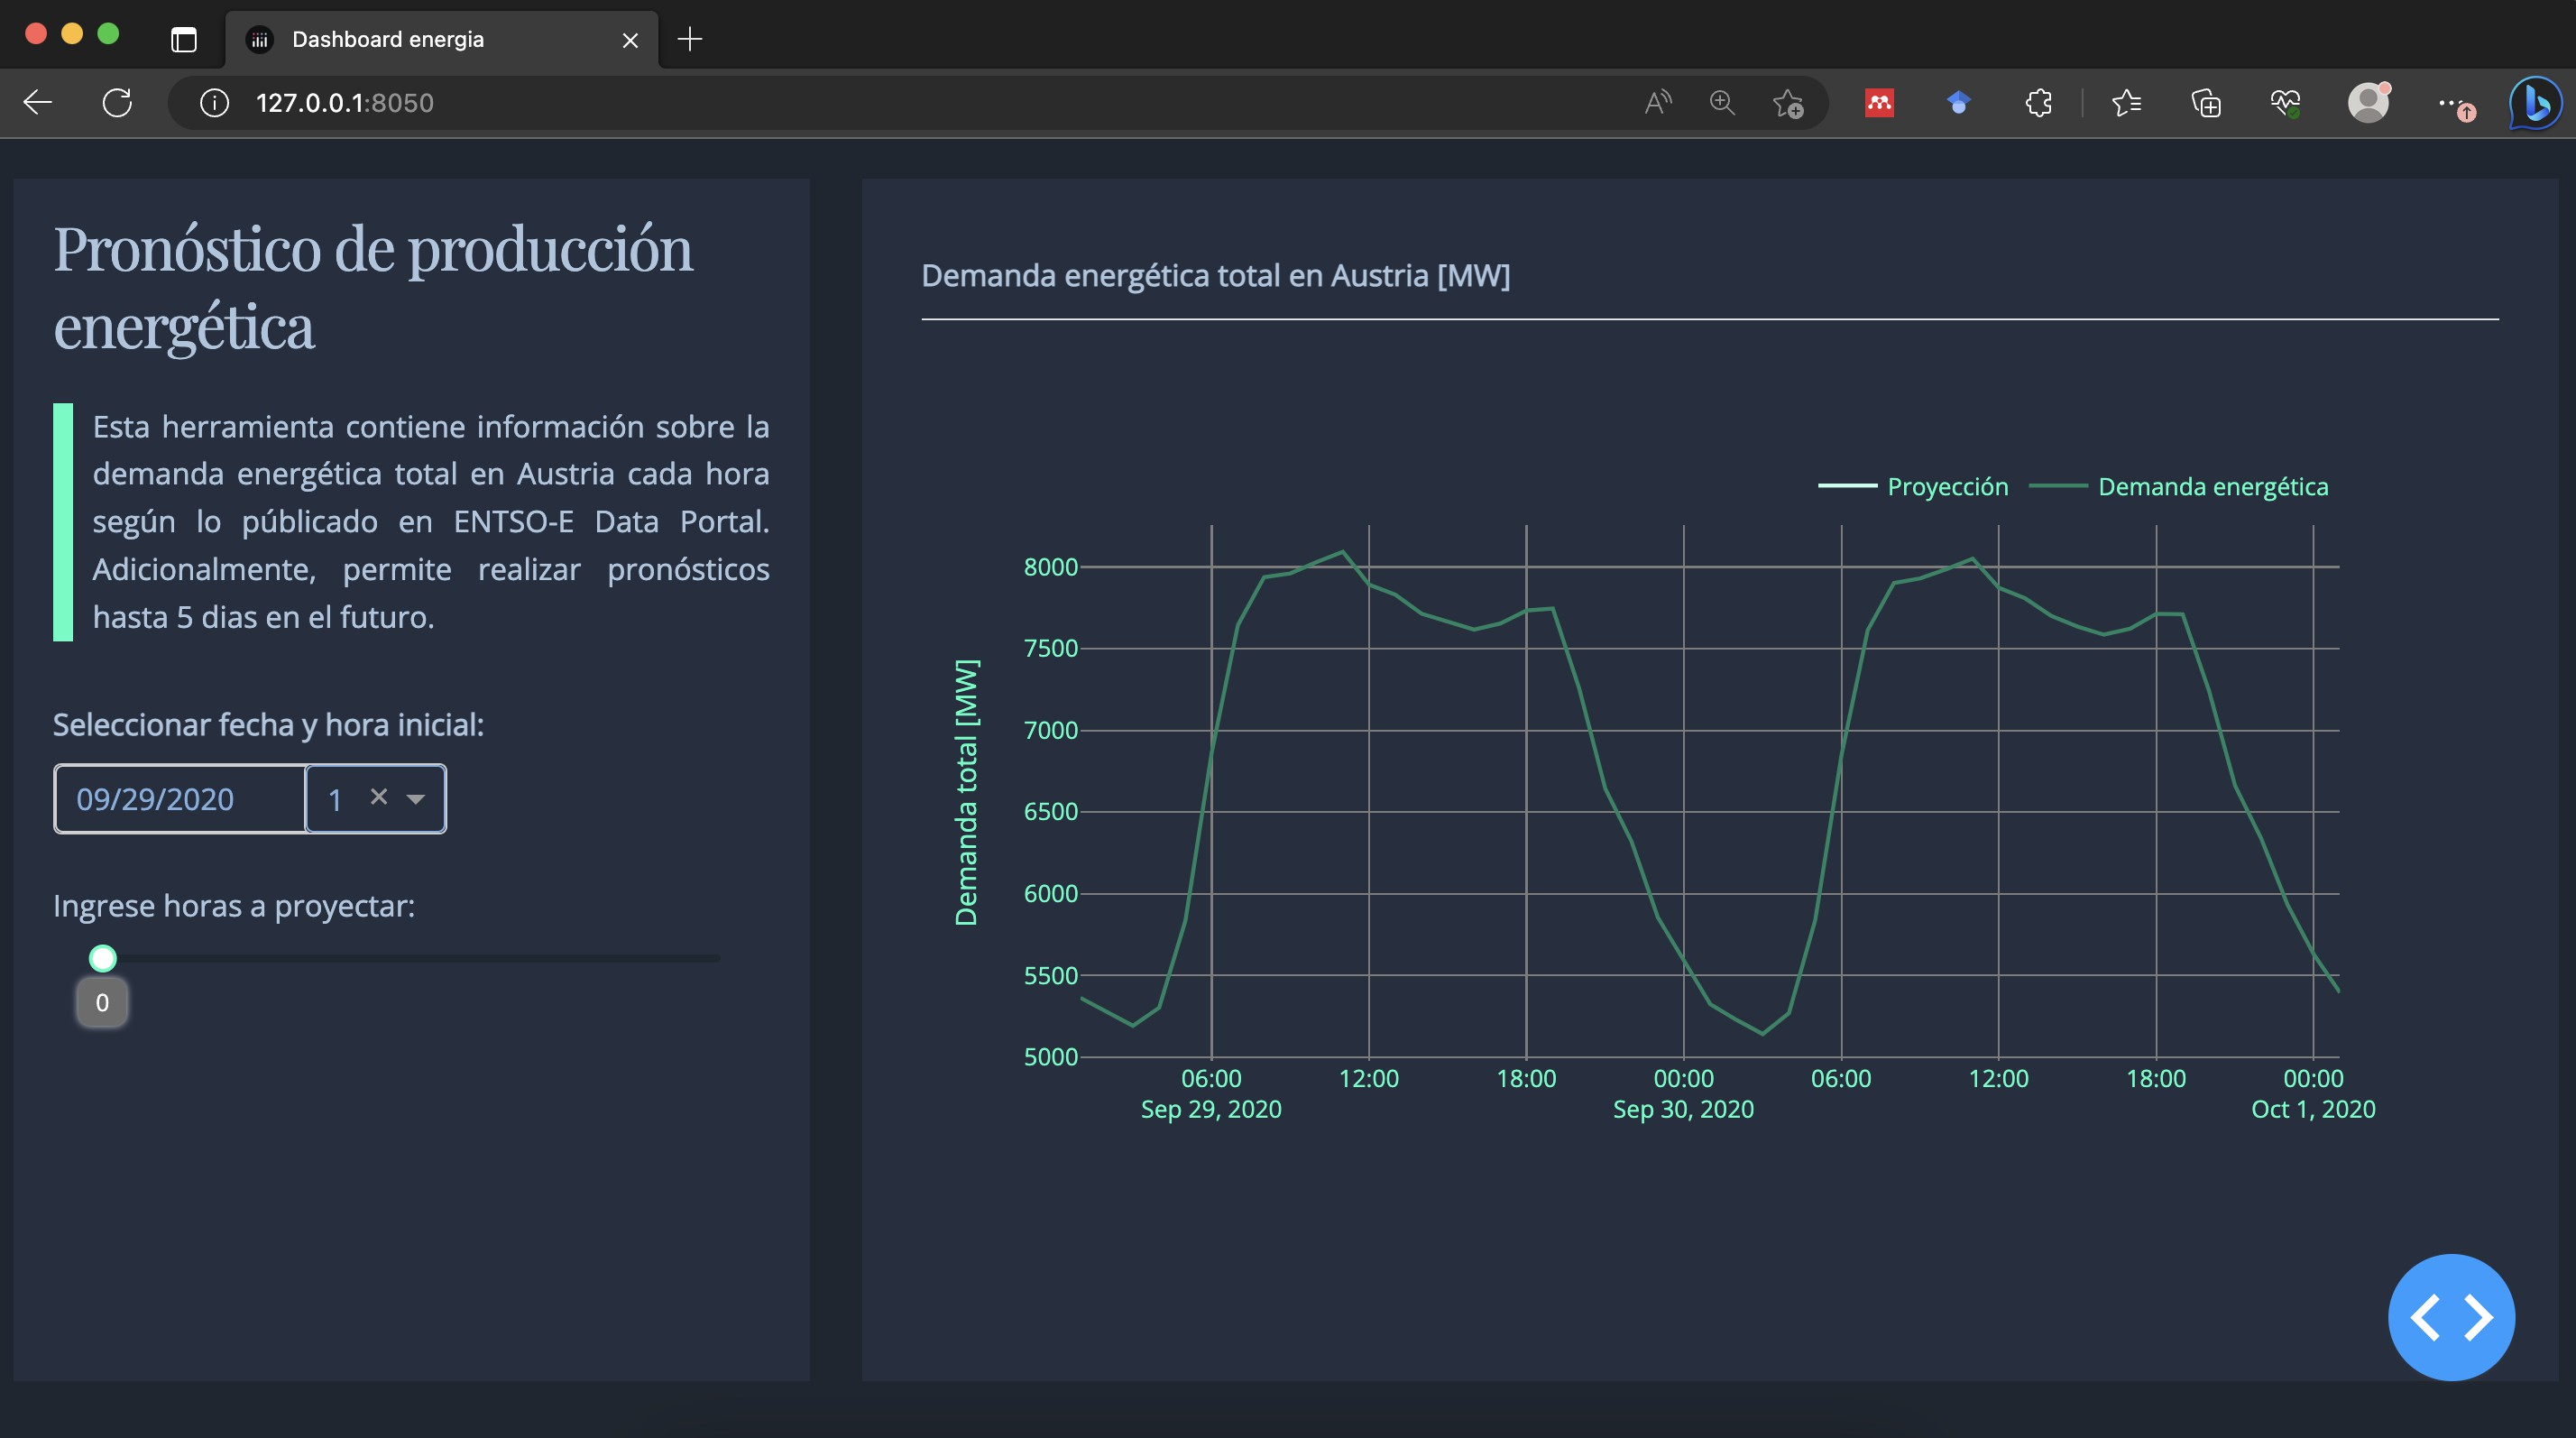 Dashboard energia
127.0.0.1:8050
Pronóstico de producción
energética
Esta herramienta contiene información sobre la
demanda energética total en Austria cada hora
según lo públicado en ENTSO-E Data Portal.
Adicionalmente, permite realizar pronósticos
hasta 5 dias en el futuro.
Seleccionar fecha y hora inicial:
09/29/2020 1
Ingrese horas a proyectar:
0
Demanda energética total en Austria [MW]
Proyección Demanda energética
Demanda total [MW]
8000
7500
7000
6500
6000
5500
5000
06:00 12:00 18:00 00:00 06:00 12:00 18:00 00:00
Sep 29, 2020 Sep 30, 2020 Oct 1, 2020